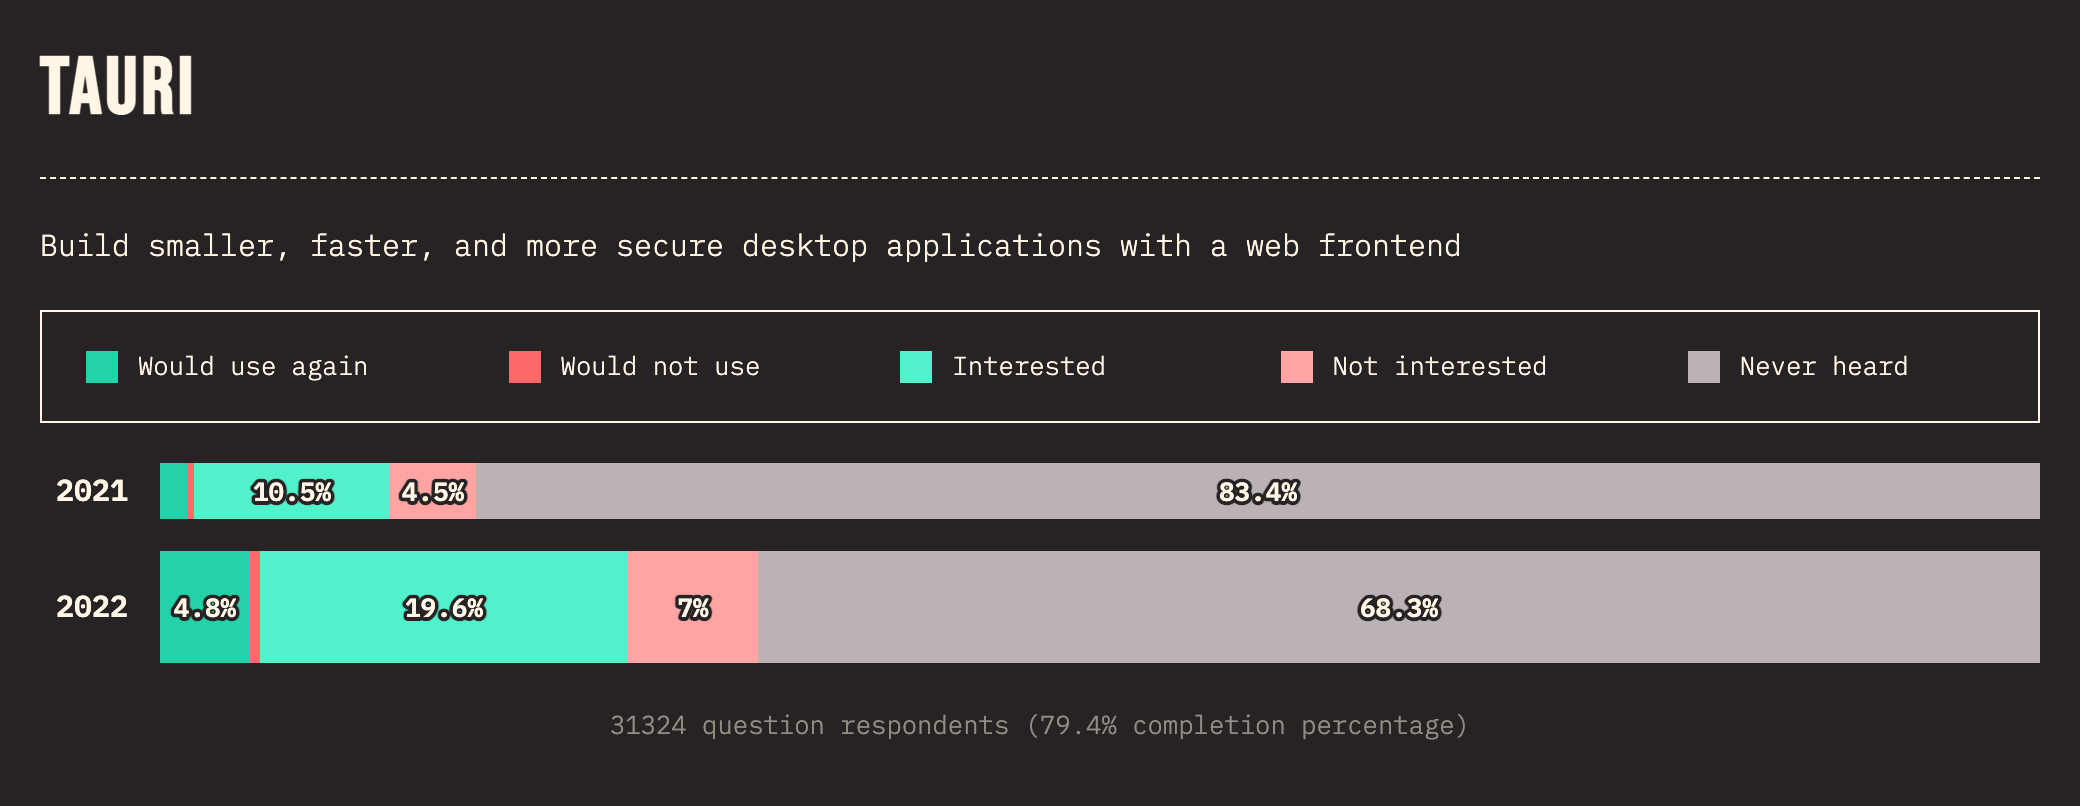 TAURI
Build smaller, faster, and more secure desktop applications with a web frontend
Would use again Would not use Interested Not interested Never heard
2021 10.5% 4.5% 83.4%
2022 4.8% 19.6% 7% 68.3%
31324 question respondents (79.4% completion percentage)